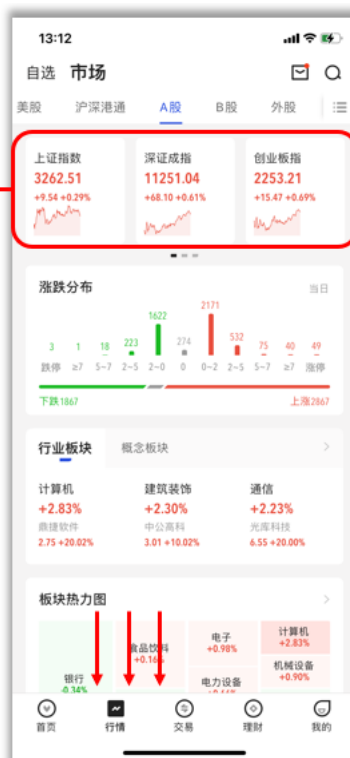 13:12
自选 市场
美股 沪深港通 A股 B股 外股
上证指数 深证成指 创业板指
3262.51 11251.04 2253.21
+9.54 +0.29% +68.10 +0.61% +15.47 +0.69%
涨跌分布 当日
3 1 18 223 1622 274 2171 532 75 40 49
跌停 ≥7 5~7 2~5 2~0 0 0~2 2~5 5~7 ≥7 涨停
下跌1867 上涨2867
行业板块 概念板块
计算机 建筑装饰 通信
+2.83% +2.30% +2.23%
鼎捷软件 中公高科 光库科技
2.75 +20.02% 3.01 +10.02% 6.55 +20.00%
板块热力图
食品饮料 电子 计算机
+0.16% +0.98% +2.83%
银行 电力设备 机械设备
-0.34% +0.90%
首页 行情 交易 理财 我的